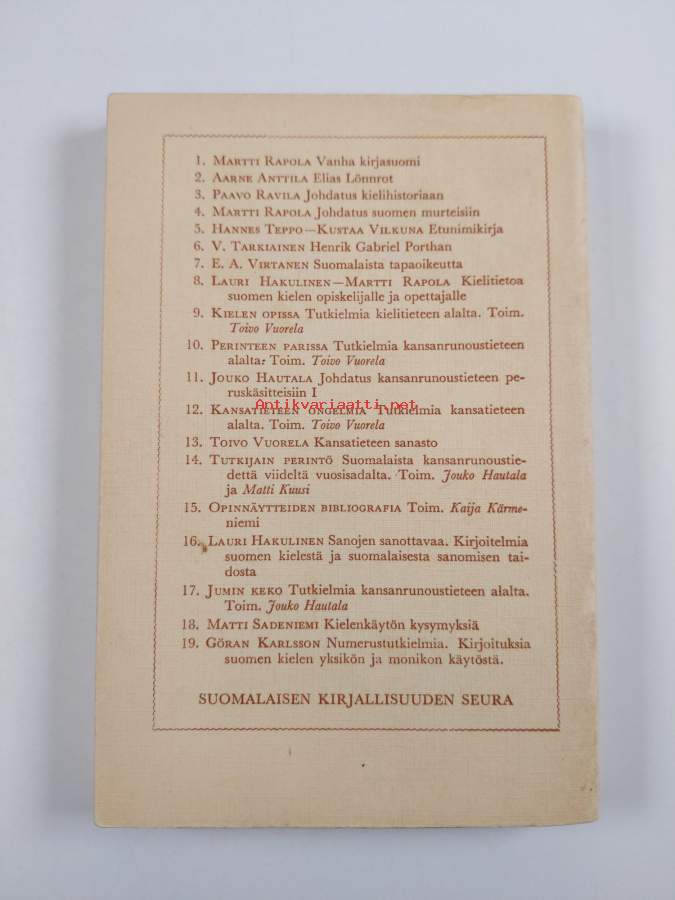 1. MARTTI RAPOLA Vanha kirjasuomi
2. AARNE ANTTILA Elias Lönnrot
3. PAAVO RAVILA Johdatus kielihistoriaan
4. MARTTI RAPOLA Johdatus suomen murteisiin
5. HANNES TEPPO—KUSTAA VILKUNA Etunimikirja
6. V. TARKIAINEN Henrik Gabriel Porthan
7. E. A. VIRTANEN Suomalaista tapaoikeutta
8. LAURI HAKULINEN—MARTTI RAPOLA Kielitietoa
suomen kielen opiskelijalle ja opettajalle
9. KIELEN OPISSA Tutkielmia kielitieteen alalta. Toim.
Toivo Vuorela
10. PERINTEEN PARISSA Tutkielmia kansanrunoustieteen
alalta. Toim. Toivo Vuorela
11. JOUKO HAUTALA Johdatus kansanrunoustieteen pe-
ruskäsitteisiin I
Antikvariaatti.net
12. KANSATIETEEN ONGELMIA Tutkielmia kansatieteen
alalta. Toim. Toivo Vuorela
13. TOIVO VUORELA Kansatieteen sanasto
14. TUTKIJAIN PERINTÖ Suomalaista kansanrunoustie-
dettä viideltä vuosisadalta. Toim. Jouko Hautala
ja Matti Kuusi
15. OPINNÄYTTEIDEN BIBLIOGRAFIA Toim. Kaija Kärme-
niemi
16. LAURI HAKULINEN Sanojen sanottavaa. Kirjoitelmia
suomen kielestä ja suomalaisesta sanomisen tai-
dosta
17. JUMIN KEKO Tutkielmia kansanrunoustieteen alalta.
Toim. Jouko Hautala
18. MATTI SADENIEMI Kielenkäytön kysymyksiä
19. GÖRAN KARLSSON Numerustutkielmia. Kirjoituksia
suomen kielen yksikön ja monikon käytöstä.
SUOMALAISEN KIRJALLISUUDEN SEURA